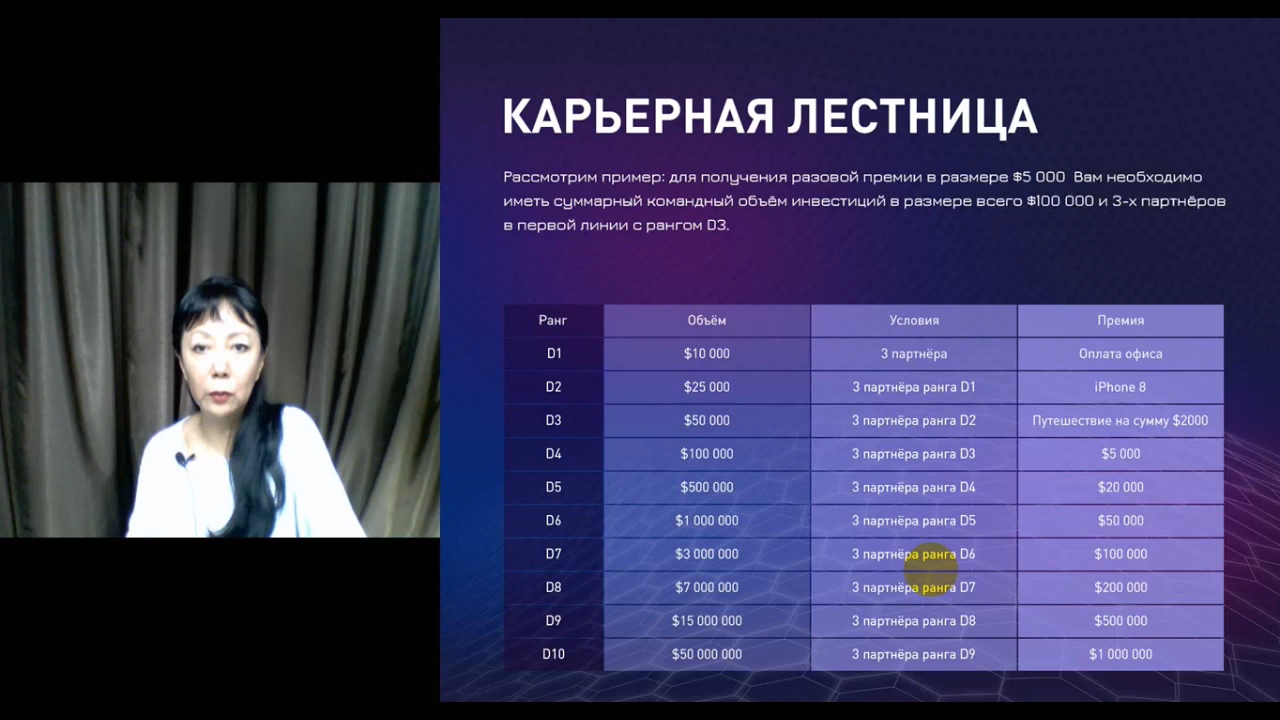 КАРЬЕРНАЯ ЛЕСТНИЦА
Рассмотрим пример: для получения разовой премии в размере $5 000 Вам необходимо
иметь суммарный командный объём инвестиций в размере всего $100 000 и 3-х партнёров
в первой линии с рангом D3.
Ранг Объём Условия Премия
D1 $10 000 3 партнёра Оплата офиса
D2 $25 000 3 партнёра ранга D1 iPhone 8
D3 $50 000 3 партнёра ранга D2 Путешествие на сумму $2000
D4 $100 000 3 партнёра ранга D3 $5 000
D5 $500 000 3 партнёра ранга D4 $20 000
D6 $1 000 000 3 партнёра ранга D5 $50 000
D7 $3 000 000 3 партнёра ранга D6 $100 000
D8 $7 000 000 3 партнёра ранга D7 $200 000
D9 $15 000 000 3 партнёра ранга D8 $500 000
D10 $50 000 000 3 партнёра ранга D9 $1 000 000